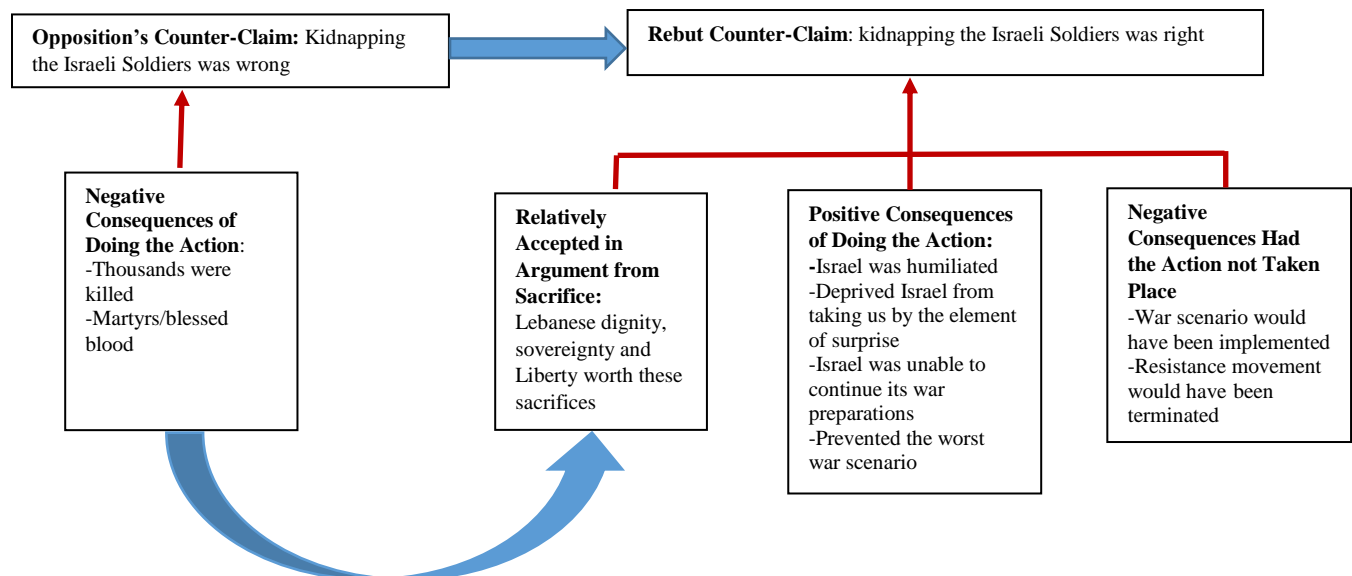 Opposition's Counter-Claim: Kidnapping
the Israeli Soldiers was wrong
Rebut Counter-Claim: kidnapping the Israeli Soldiers was right
Negative
Consequences of
Doing the Action:
-Thousands were
killed
-Martyrs/blessed
blood
Relatively
Accepted in
Argument from
Sacrifice:
Lebanese dignity,
sovereignty and
Liberty worth these
sacrifices
Positive Consequences
of Doing the Action:
-Israel was humiliated
-Deprived Israel from
taking us by the element
of surprise
-Israel was unable to
continue its war
preparations
-Prevented the worst
war scenario
Negative
Consequences Had
the Action not Taken
Place
-War scenario would
have been implemented
-Resistance movement
would have been
terminated